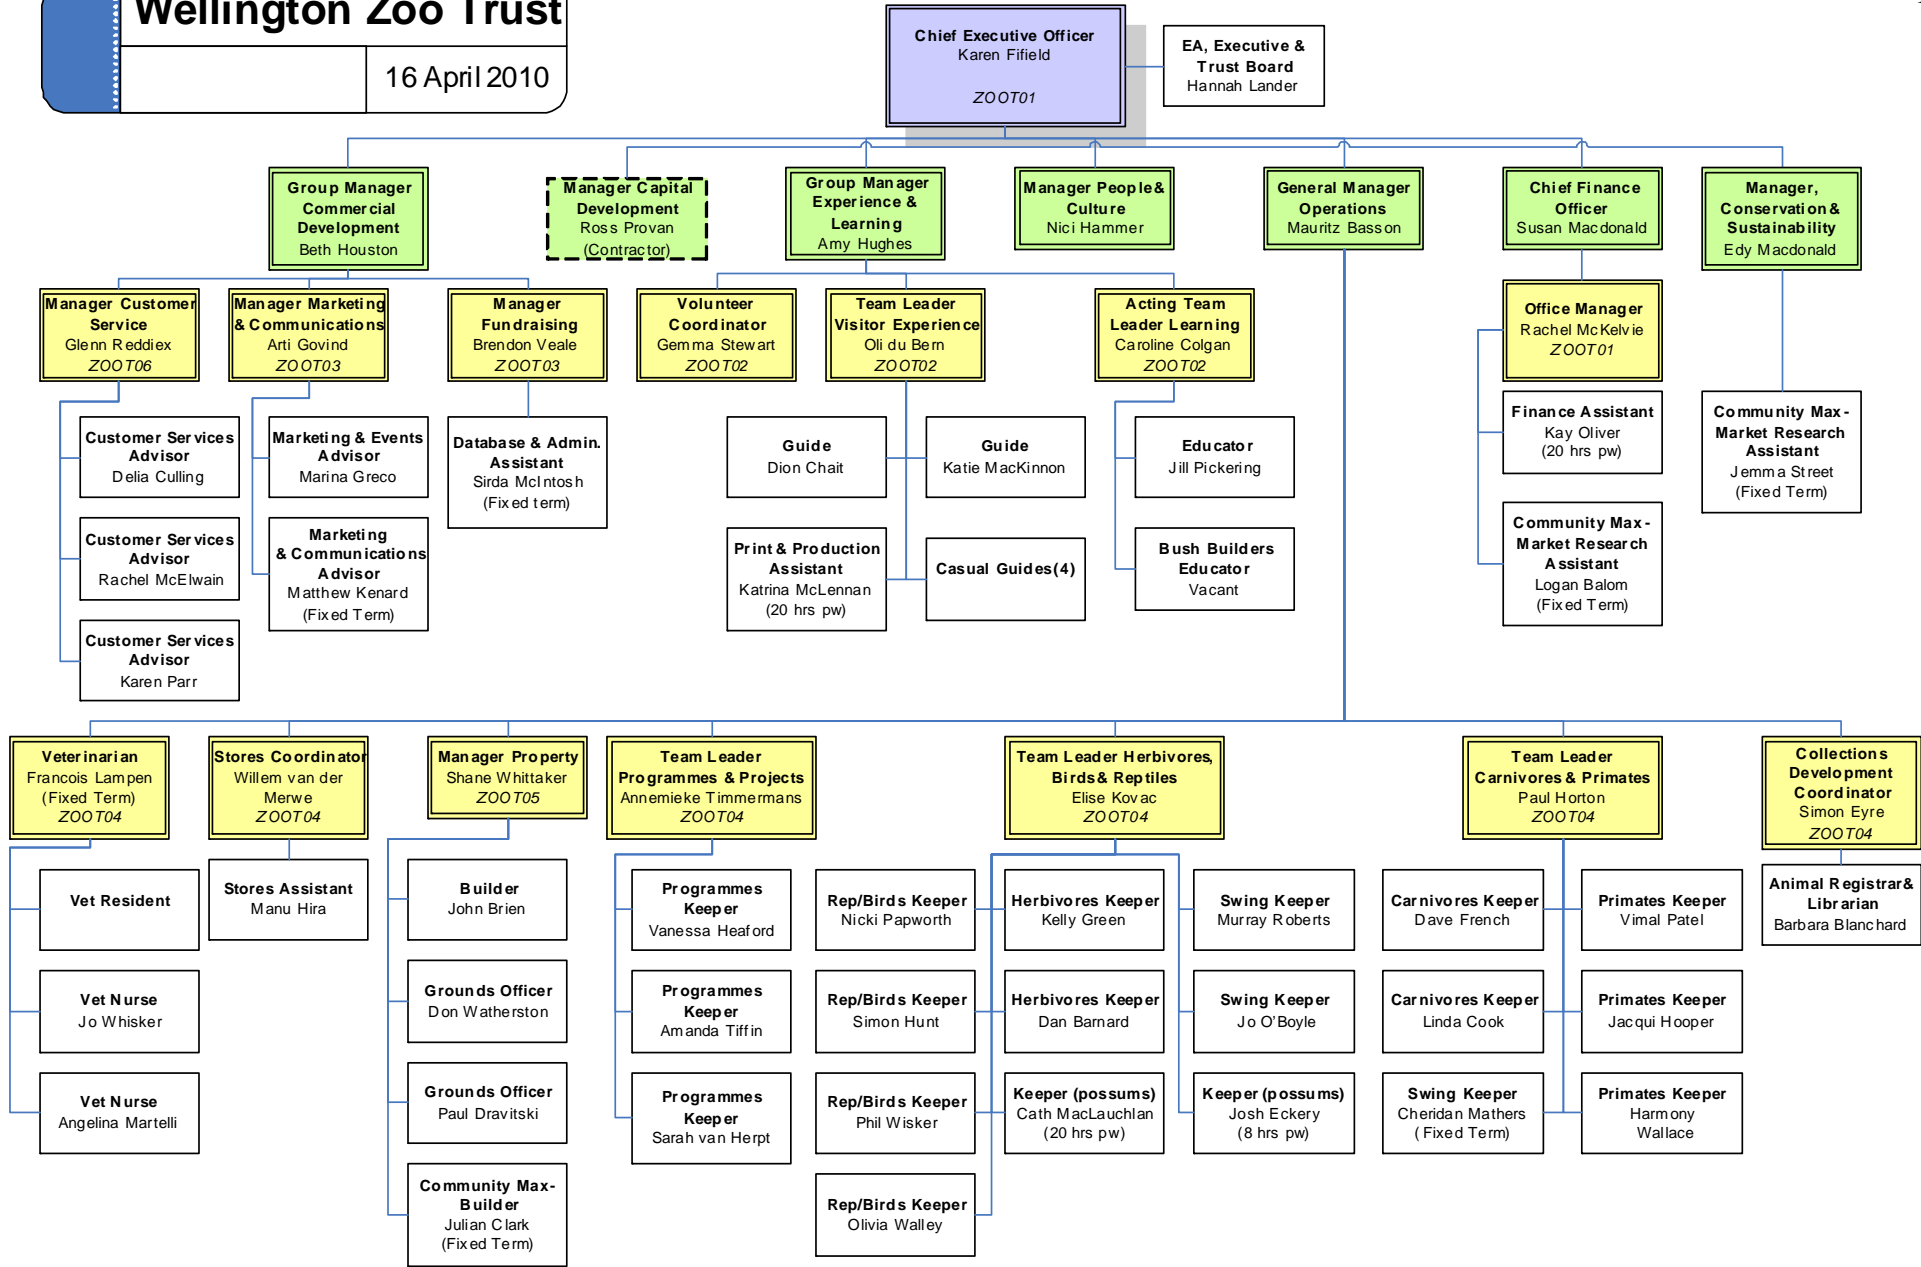 Wellington Zoo Trust
16 April 2010
Chief Executive Officer
Karen Fifield
ZOOT01
EA, Executive &
Trust Board
Hannah Lander
Group Manager
Commercial
Development
Beth Houston
Manager Capital
Development
Ross Provan
(Contractor)
Group Manager
Experience &
Learning
Amy Hughes
Manager People &
Culture
Nici Hammer
General Manager
Operations
Mauritz Basson
Chief Finance
Officer
Susan Macdonald
Manager,
Conservation &
Sustainability
Edy Macdonald
Manager Customer
Service
Glenn Reddiex
ZOOT06
Manager Marketing
& Communications
Arti Govind
ZOOT03
Manager
Fundraising
Brendon Veale
ZOOT03
Volunteer
Coordinator
Gemma Stewart
ZOOT02
Team Leader
Visitor Experience
Oli du Bern
ZOOT02
Acting Team
Leader Learning
Caroline Colgan
ZOOT02
Office Manager
Rachel McKelvie
ZOOT01
Customer Services
Advisor
Delia Culling
Marketing & Events
Advisor
Marina Greco
Database & Admin.
Assistant
Sirda McIntosh
(Fixed term)
Guide
Dion Chait
Guide
Katie MacKinnon
Educator
Jill Pickering
Finance Assistant
Kay Oliver
(20 hrs pw)
Community Max -
Market Research
Assistant
Jemma Street
(Fixed Term)
Customer Services
Advisor
Rachel McElwain
Marketing
& Communications
Advisor
Matthew Kenard
(Fixed Term)
Print & Production
Assistant
Katrina McLennan
(20 hrs pw)
Casual Guides(4)
Bush Builders
Educator
Vacant
Community Max -
Market Research
Assistant
Logan Balom
(Fixed Term)
Customer Services
Advisor
Karen Parr
Veterinarian
Francois Lampen
(Fixed Term)
ZOOT04
Stores Coordinator
Willem van der
Merwe
ZOOT04
Manager Property
Shane Whittaker
ZOOT05
Team Leader
Programmes & Projects
Annemieke Timmermans
ZOOT04
Team Leader Herbivores,
Birds & Reptiles
Elise Kovac
ZOOT04
Team Leader
Carnivores & Primates
Paul Horton
ZOOT04
Collections
Development
Coordinator
Simon Eyre
ZOOT04
Vet Resident
Stores Assistant
Manu Hira
Builder
John Brien
Programmes
Keeper
Vanessa Heaford
Rep/Birds Keeper
Nicki Papworth
Herbivores Keeper
Kelly Green
Swing Keeper
Murray Roberts
Carnivores Keeper
Dave French
Primates Keeper
Vimal Patel
Animal Registrar &
Librarian
Barbara Blanchard
Vet Nurse
Jo Whisker
Grounds Officer
Don Watherston
Programmes
Keeper
Amanda Tiffin
Rep/Birds Keeper
Simon Hunt
Herbivores Keeper
Dan Barnard
Swing Keeper
Jo O'Boyle
Carnivores Keeper
Linda Cook
Primates Keeper
Jacqui Hooper
Vet Nurse
Angelina Martelli
Grounds Officer
Paul Dravitski
Programmes
Keeper
Sarah van Herpt
Rep/Birds Keeper
Phil Wisker
Keeper (possums)
Cath MacLauchlan
(20 hrs pw)
Keeper (possums)
Josh Eckery
(8 hrs pw)
Swing Keeper
Cheridan Mathers
( Fixed Term)
Primates Keeper
Harmony
Wallace
Community Max-
Builder
Julian Clark
(Fixed Term)
Rep/Birds Keeper
Olivia Walley